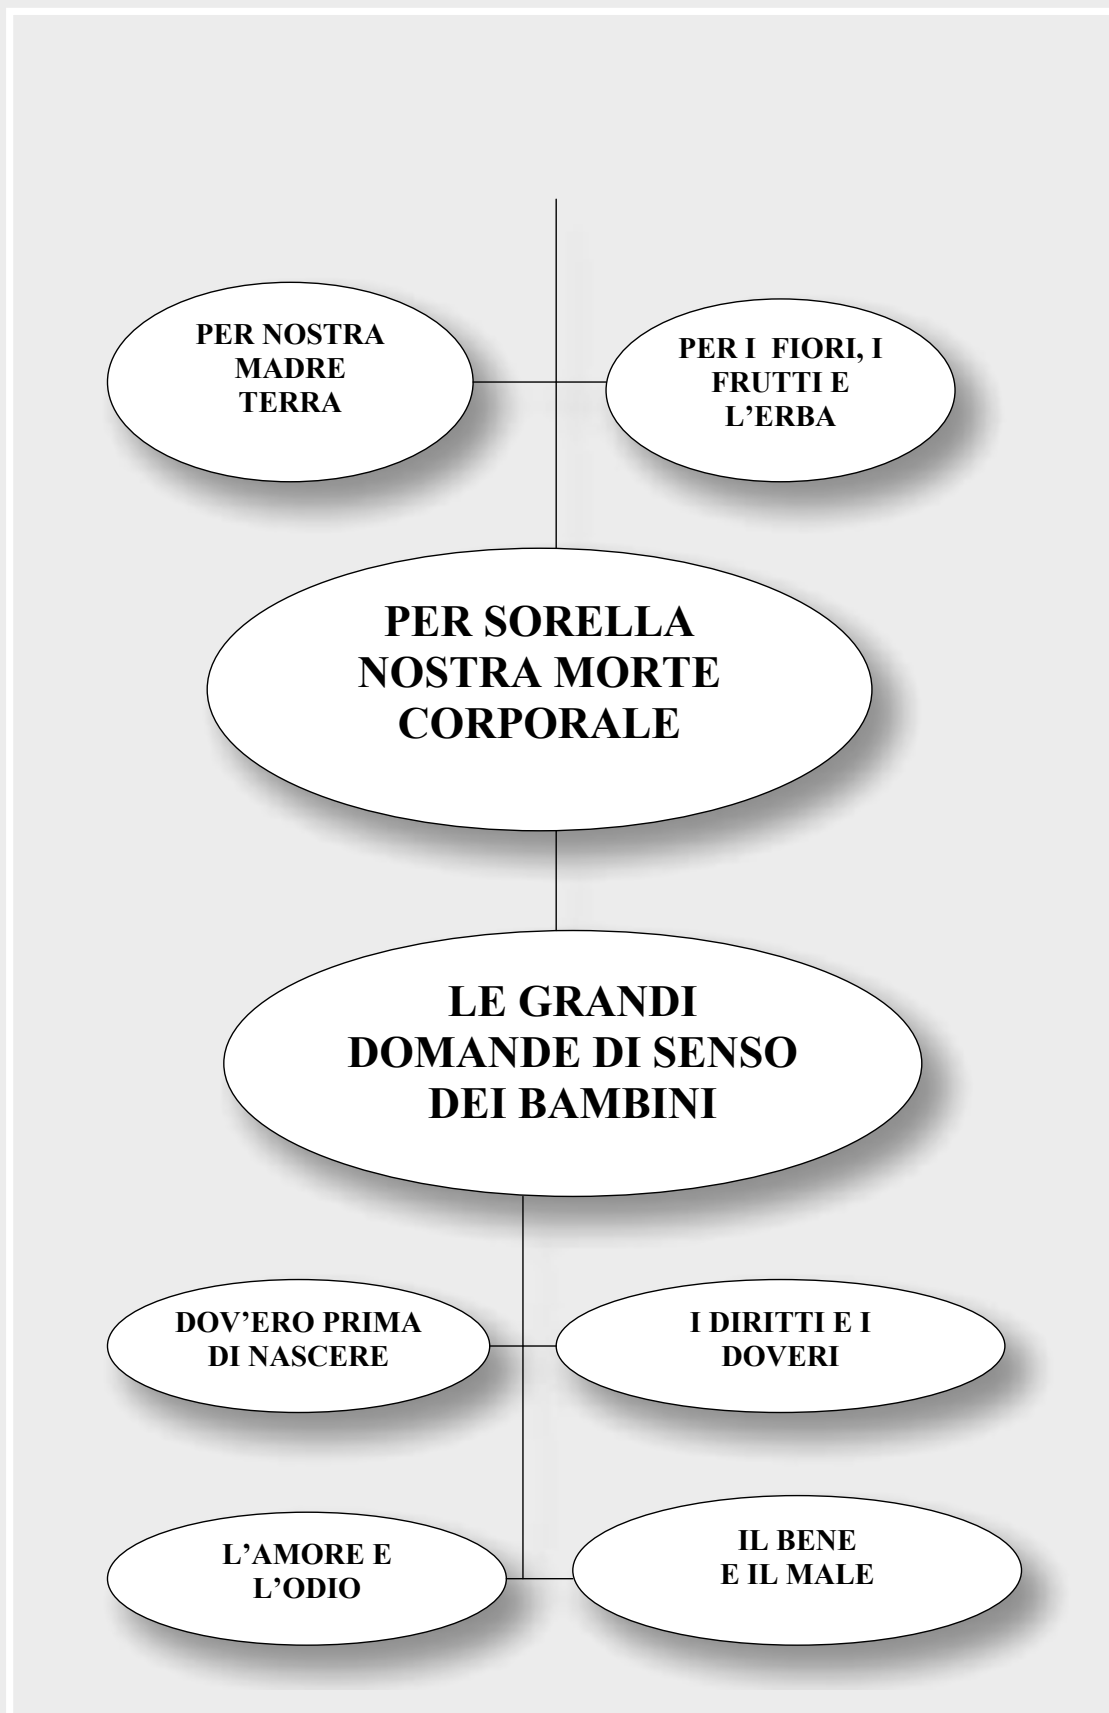 PER NOSTRA
MADRE
TERRA
PER I  FIORI, I
FRUTTI E
L’ERBA
PER SORELLA
NOSTRA MORTE
CORPORALE
LE GRANDI
DOMANDE DI SENSO
DEI BAMBINI
DOV’ERO PRIMA
DI NASCERE
I DIRITTI E I
DOVERI
L’AMORE E
L’ODIO
IL BENE
E IL MALE